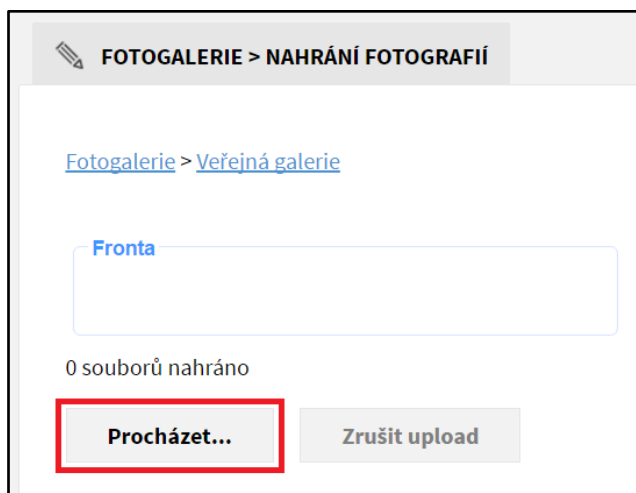 FOTOGALERIE > NAHRÁNÍ FOTOGRAFIÍ
Fotogalerie > Veřejná galerie
Fronta
0 souborů nahráno
Procházet... Zrušit upload